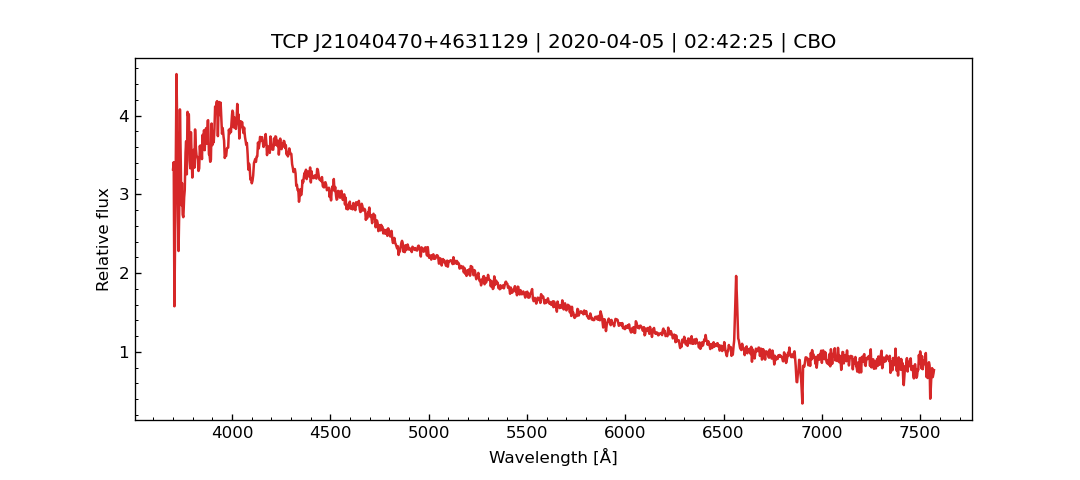 TCP J21040470+4631129 | 2020-04-05 | 02:42:25 | CBO
4
3
2
1
Relative flux
4000 4500 5000 5500 6000 6500 7000 7500
Wavelength [Å]